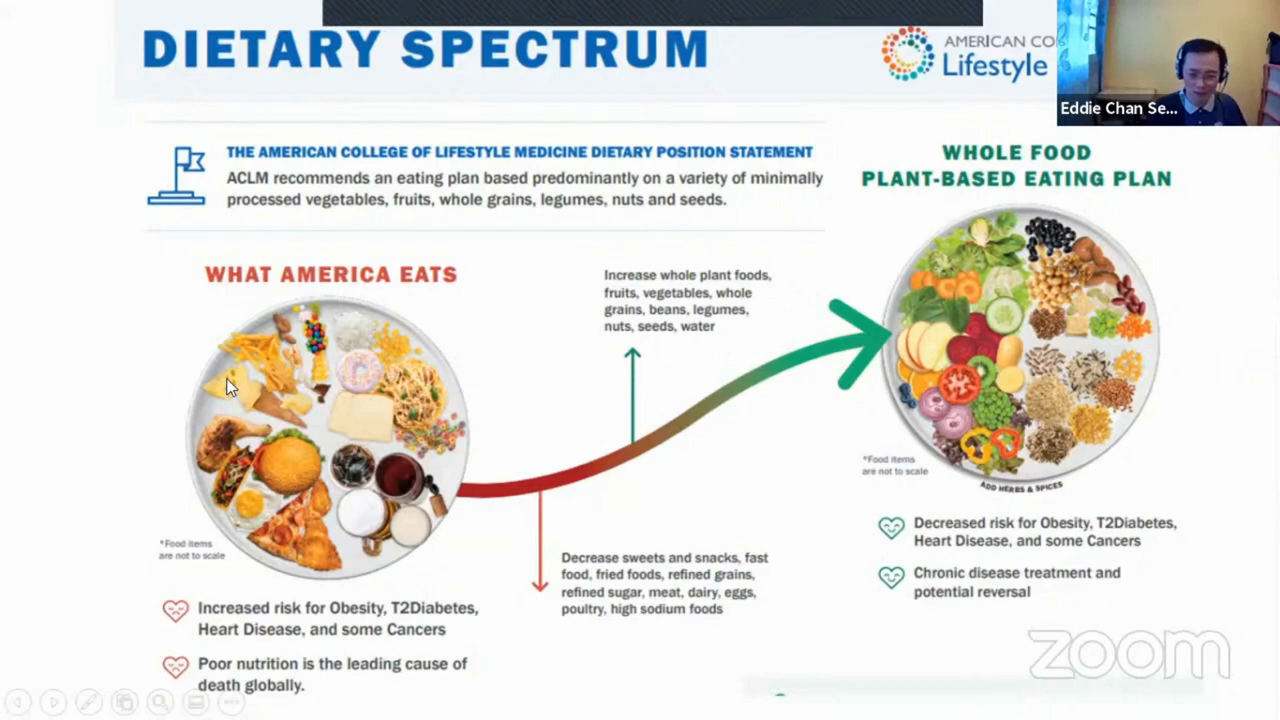 DIETARY SPECTRUM
AMERICAN CO
Lifestyle
Eddie Chan Se...
THE AMERICAN COLLEGE OF LIFESTYLE MEDICINE DIETARY POSITION STATEMENT
ACLM recommends an eating plan based predominantly on a variety of minimally
processed vegetables, fruits, whole grains, legumes, nuts and seeds.
WHOLE FOOD
PLANT-BASED EATING PLAN
WHAT AMERICA EATS
Increase whole plant foods,
fruits, vegetables, whole
grains, beans, legumes,
nuts, seeds, water
*Food items
are not to scale
ADD HERBS & SPICES
*Food items
are not to scale
Decrease sweets and snacks, fast
food, fried foods, refined grains,
refined sugar, meat, dairy, eggs,
poultry, high sodium foods
Decreased risk for Obesity, T2Diabetes,
Heart Disease, and some Cancers
Chronic disease treatment and
potential reversal
Increased risk for Obesity, T2Diabetes,
Heart Disease, and some Cancers
Poor nutrition is the leading cause of
death globally.
zoom